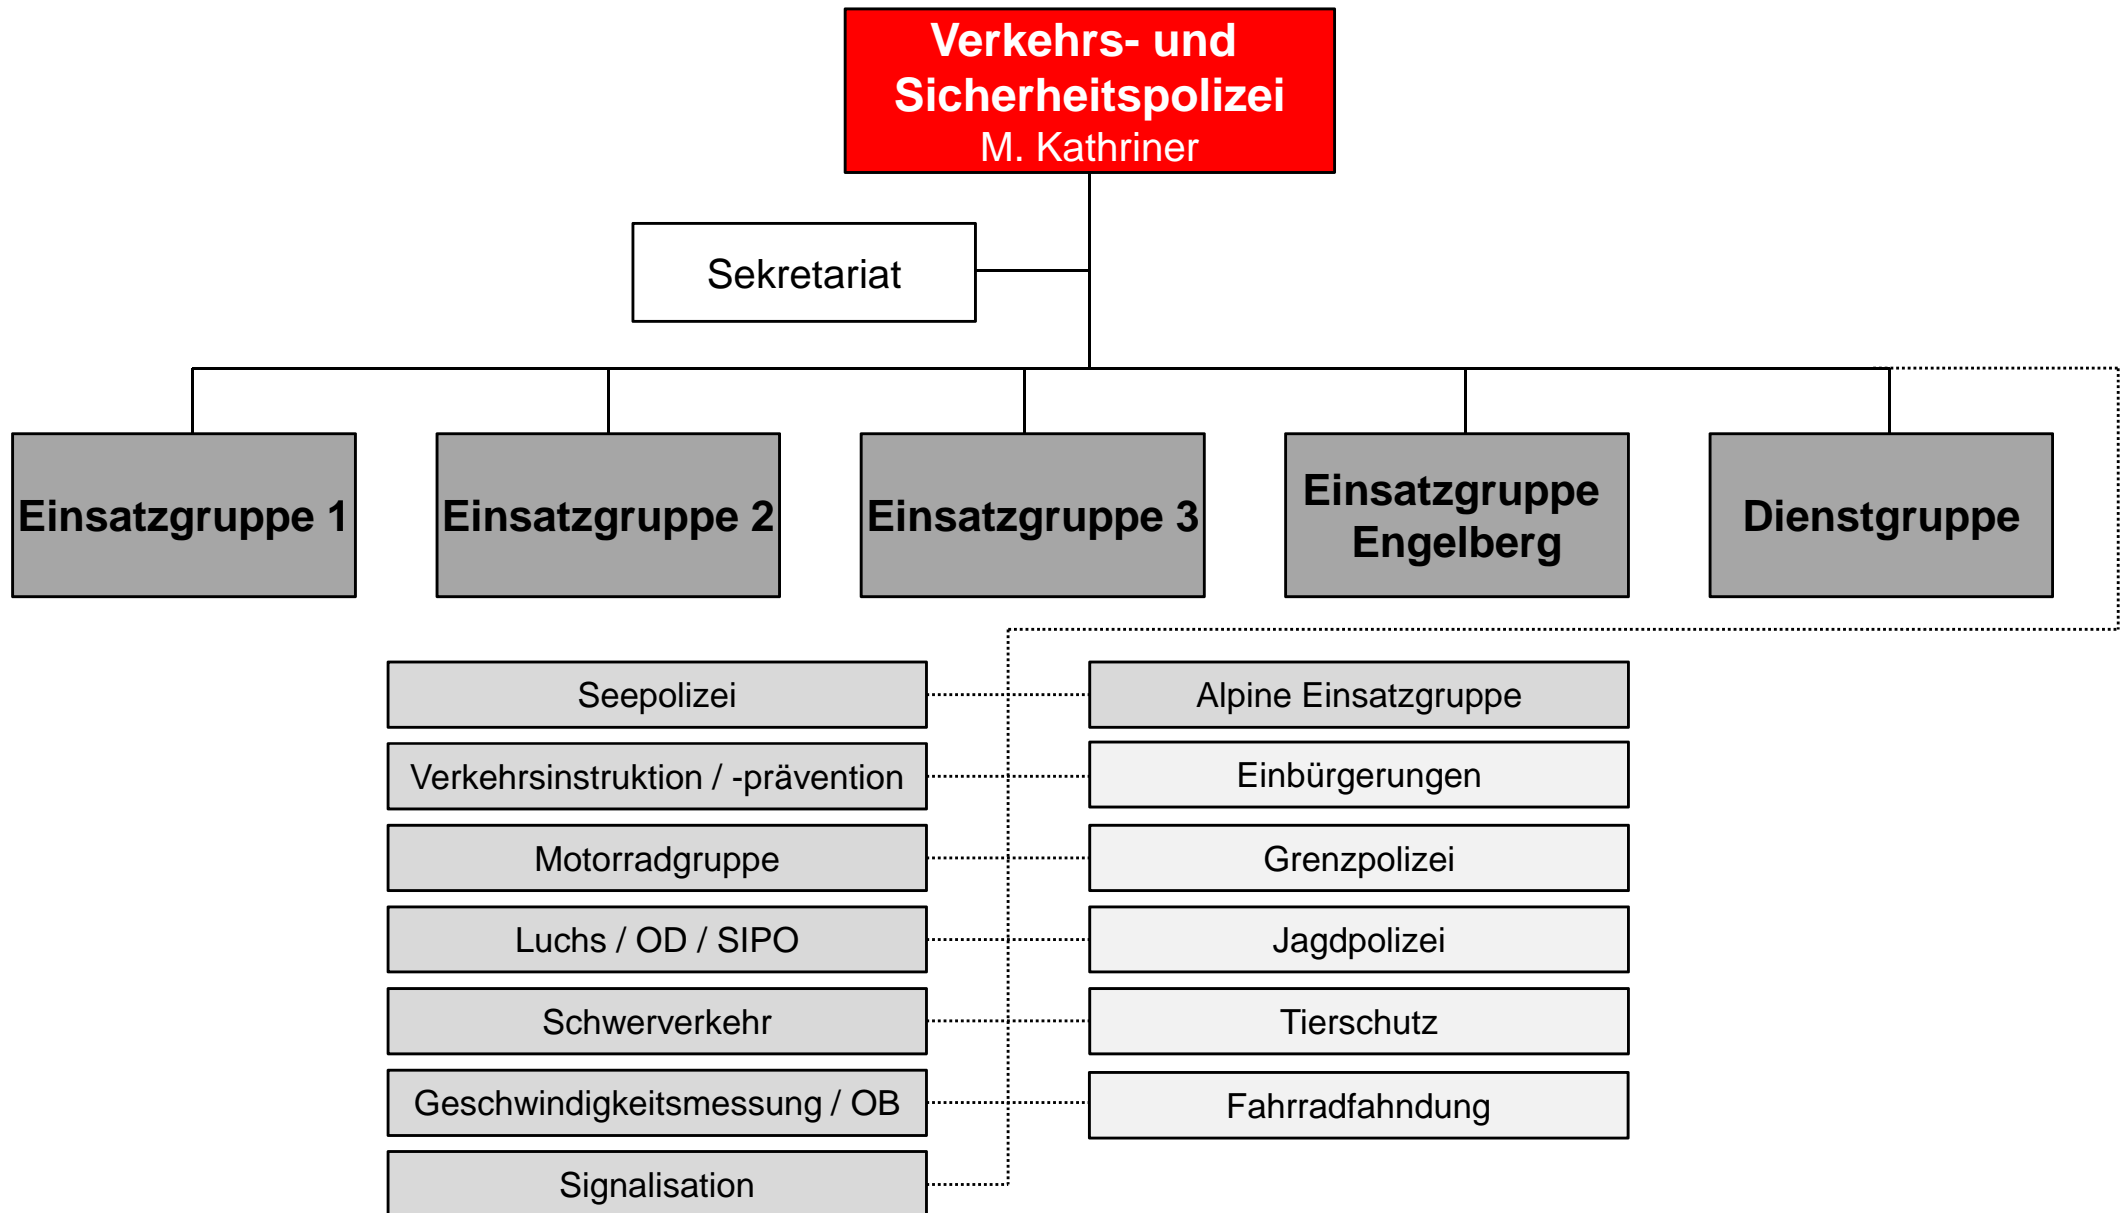 Verkehrs- und
Sicherheitspolizei
M. Kathriner
Sekretariat
Einsatzgruppe 1
Einsatzgruppe 2
Einsatzgruppe 3
Einsatzgruppe
Engelberg
Dienstgruppe
Seepolizei
Alpine Einsatzgruppe
Verkehrsinstruktion / -prävention
Einbürgerungen
Motorradgruppe
Grenzpolizei
Luchs / OD / SIPO
Jagdpolizei
Schwerverkehr
Tierschutz
Geschwindigkeitsmessung / OB
Fahrradfahndung
Signalisation